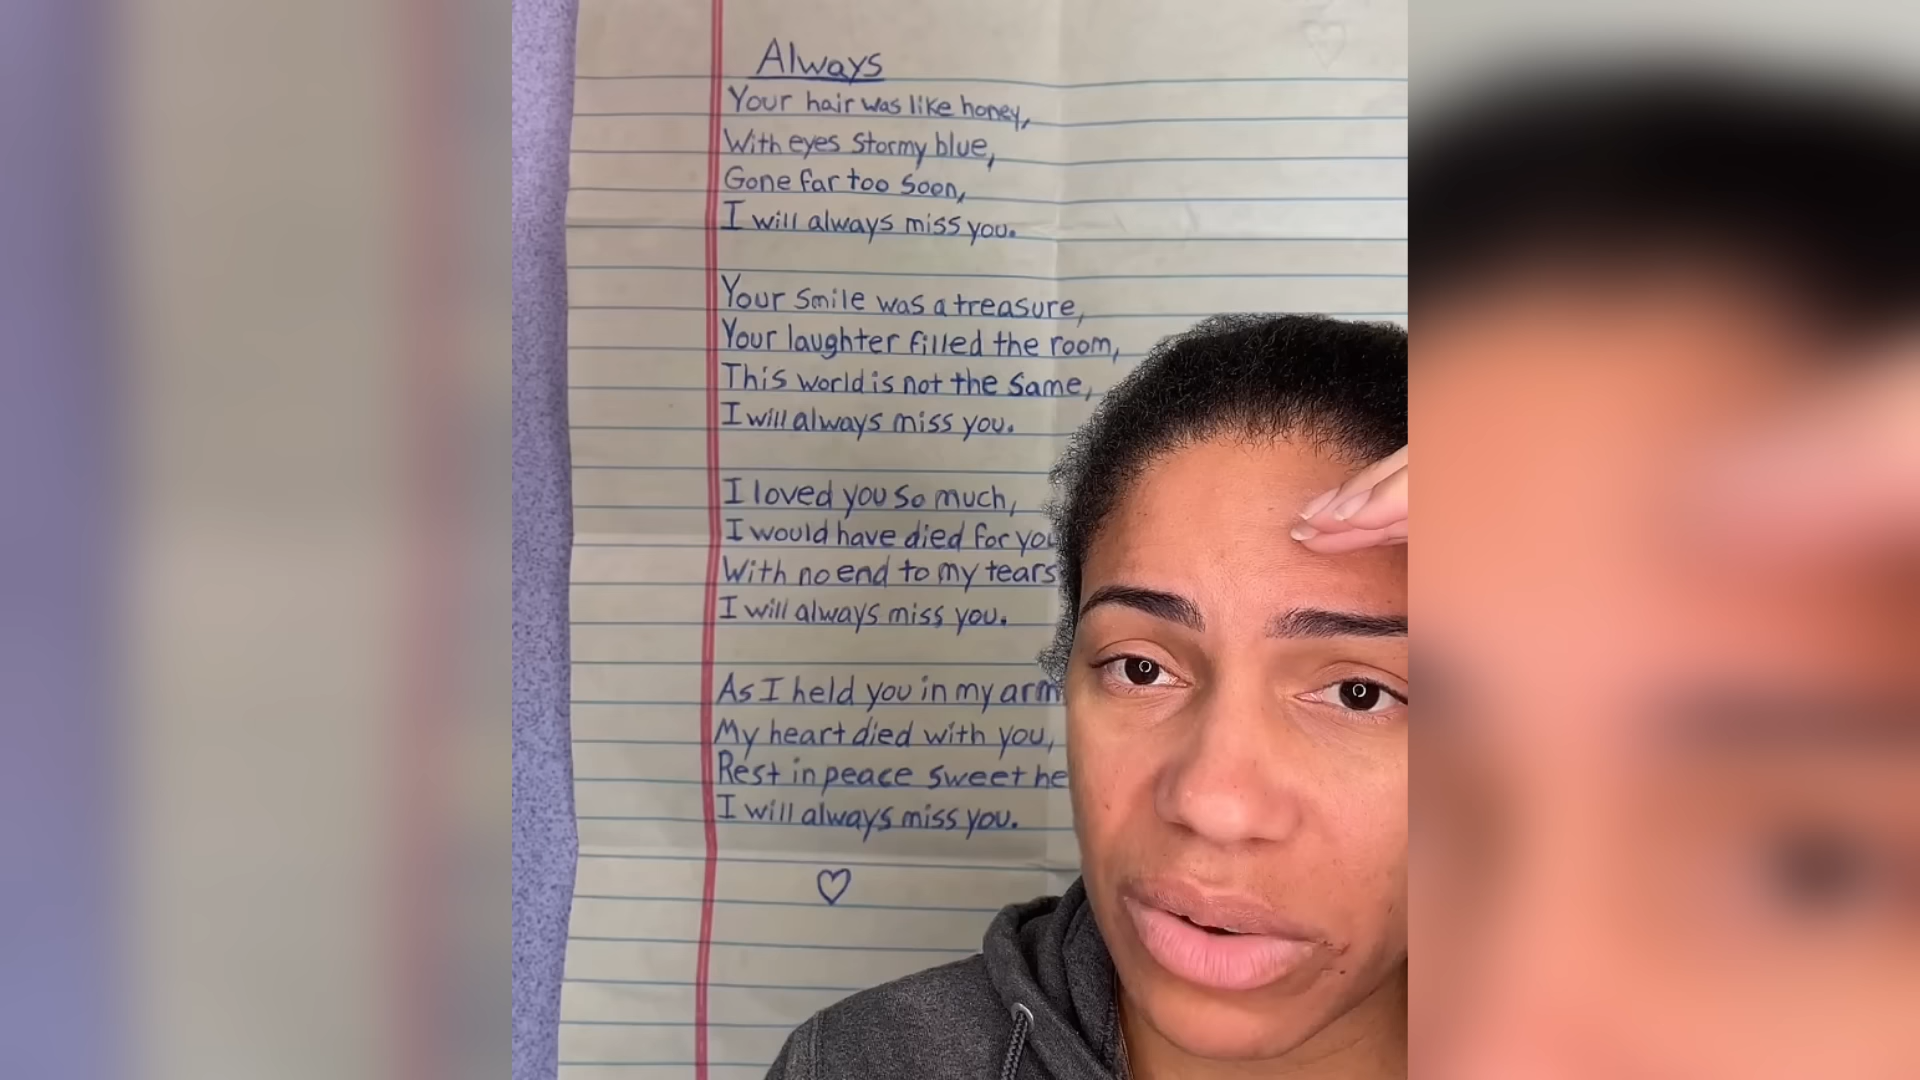 Always
Your hair was like honey,
With eyes stormy blue,
Gone far too soon,
I will always miss you.
Your smile was a treasure,
Your laughter filled the room,
This world is not the same,
I will always miss you.
I loved you so much,
I would have died for you
With no end to my tears
I will always miss you.
As I held you in my
My heart died with you,
Rest in peace sweet
I will always miss you.